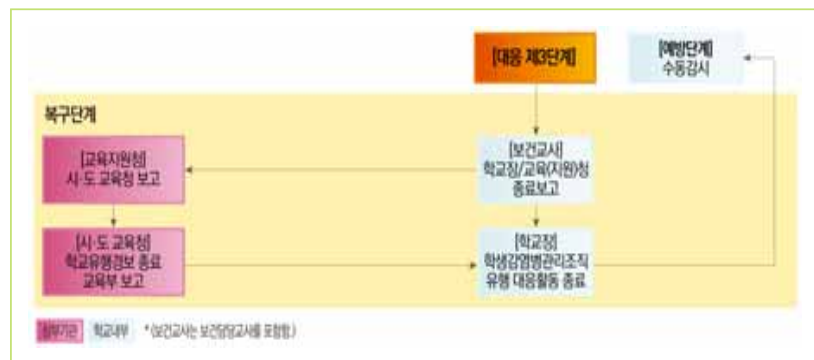 [대응 제3단계]
[예방단계]
수동감시
복구단계
[교육지원청]
시·도 교육청 보고
[보건교사]
학교장/교육(지원)청
종료보고
[시·도 교육청]
학교유행경보 종료
교육부 보고
[학교장]
학생감염병관리조직
유행 대응활동 종료
상부기관
학교내부
*(보건교사는 보건담당교사를 포함함.)